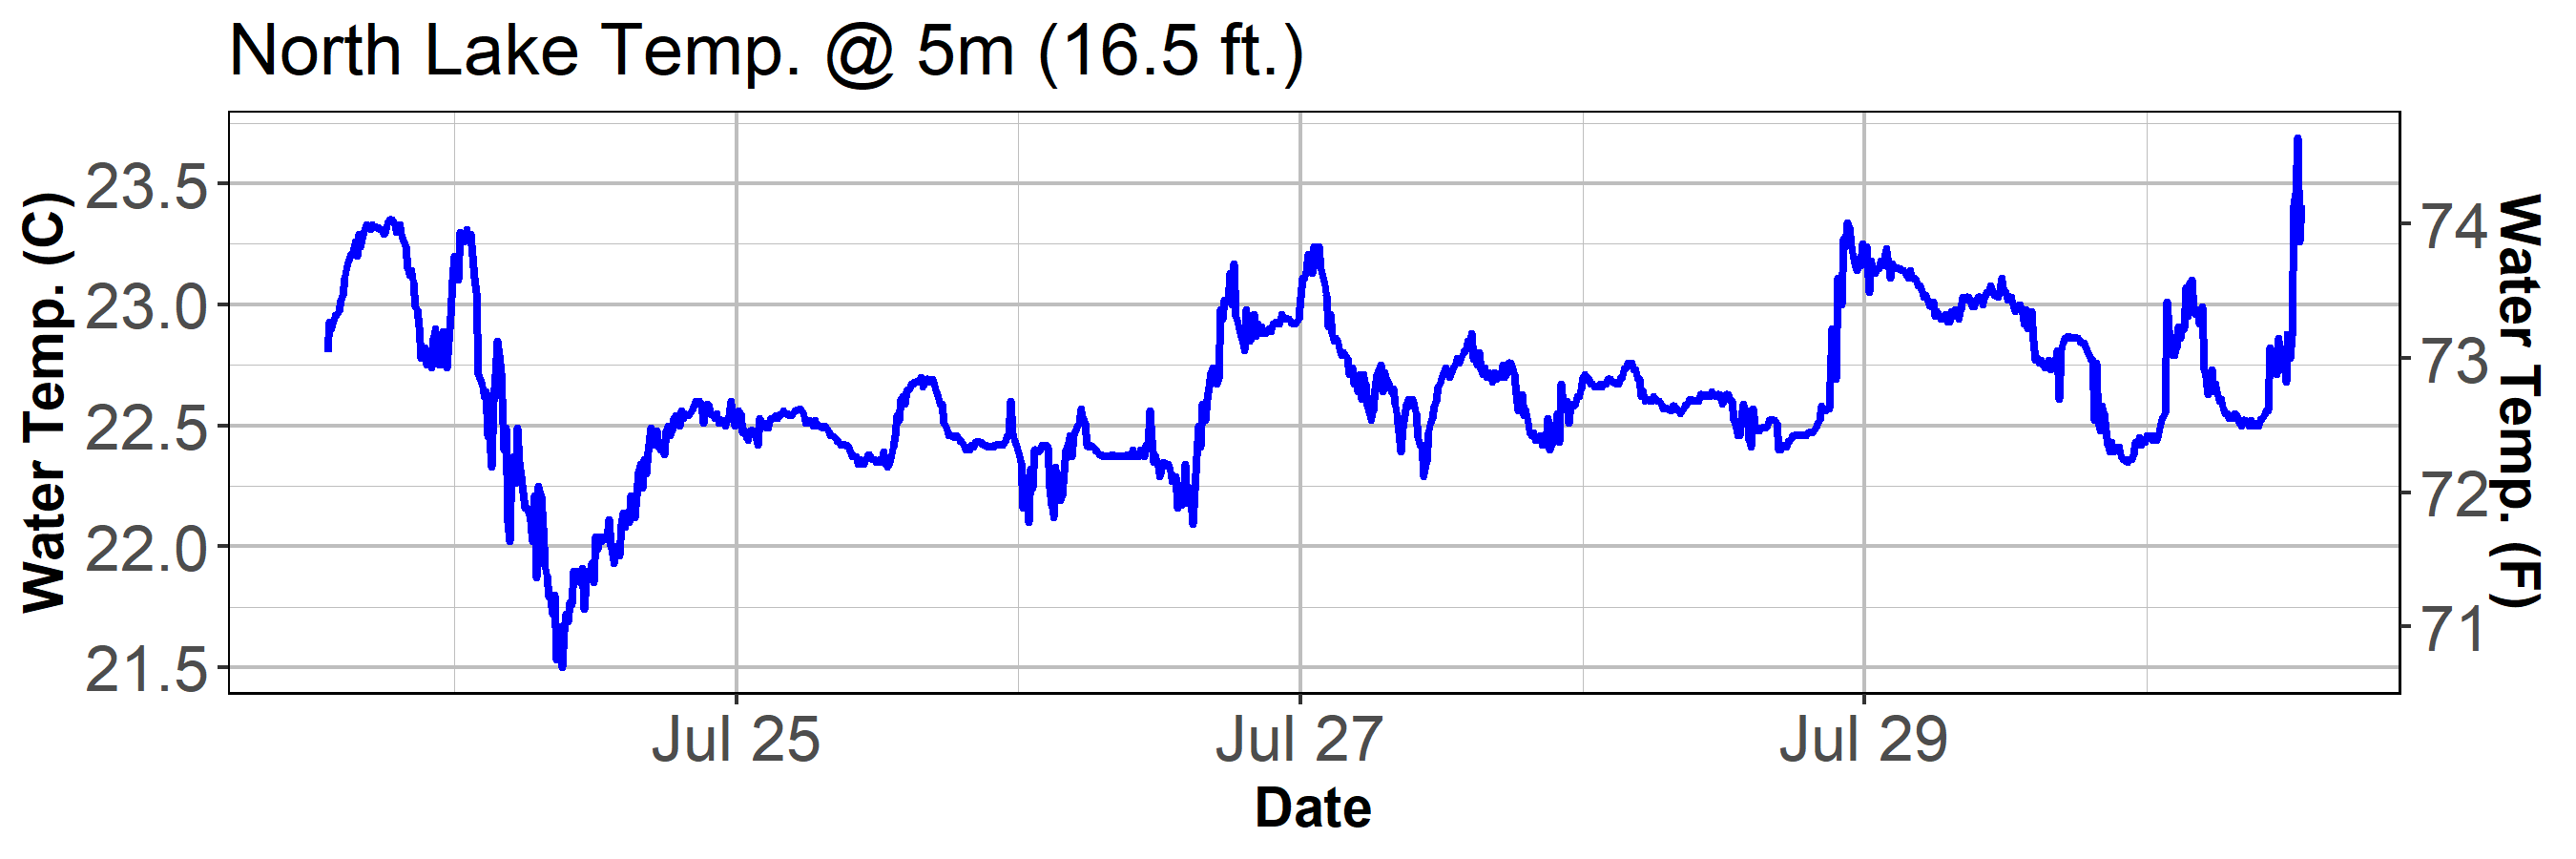 North Lake Temp. @ 5m (16.5 ft.)
Water Temp. (C)
23.5
23.0
22.5
22.0
21.5
74
73
72
71
Water Temp. (F)
Jul 25
Jul 27
Jul 29
Date